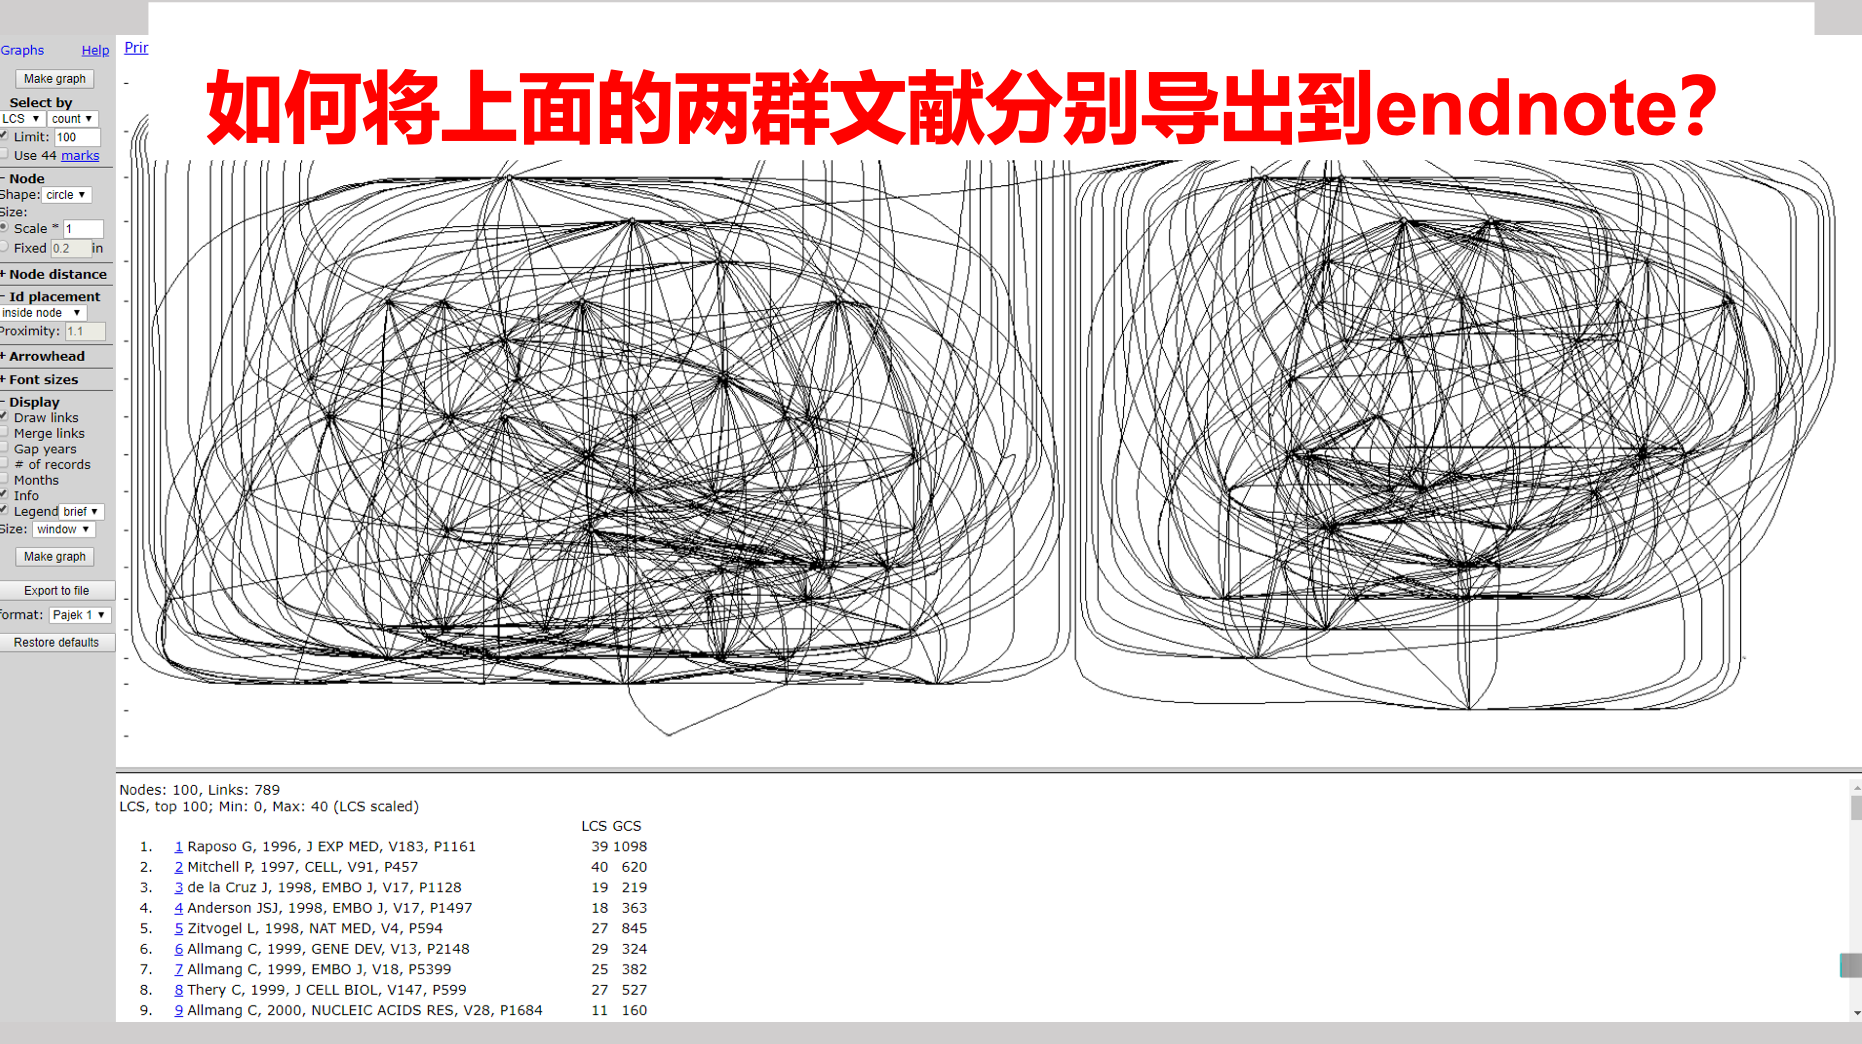 Graphs Help
Prin
如何将上面的两群文献分别导出到endnote?
Make graph
Select by
LCS ▼ count ▼
Limit: 100
Use 44 marks
− Node
Shape: circle ▼
Size:
Scale * 1
Fixed 0.2 in
+ Node distance
− Id placement
inside node ▼
Proximity: 1.1
+ Arrowhead
+ Font sizes
− Display
Draw links
Merge links
Gap years
# of records
Months
Info
Legend brief ▼
Size: window ▼
Make graph
Export to file
format: Pajek 1 ▼
Restore defaults
Nodes: 100, Links: 789
LCS, top 100; Min: 0, Max: 40 (LCS scaled)
LCS GCS
1. 1 Raposo G, 1996, J EXP MED, V183, P1161 39 1098
2. 2 Mitchell P, 1997, CELL, V91, P457 40 620
3. 3 de la Cruz J, 1998, EMBO J, V17, P1128 19 219
4. 4 Anderson JSJ, 1998, EMBO J, V17, P1497 18 363
5. 5 Zitvogel L, 1998, NAT MED, V4, P594 27 845
6. 6 Allmang C, 1999, GENE DEV, V13, P2148 29 324
7. 7 Allmang C, 1999, EMBO J, V18, P5399 25 382
8. 8 Thery C, 1999, J CELL BIOL, V147, P599 27 527
9. 9 Allmang C, 2000, NUCLEIC ACIDS RES, V28, P1684 11 160